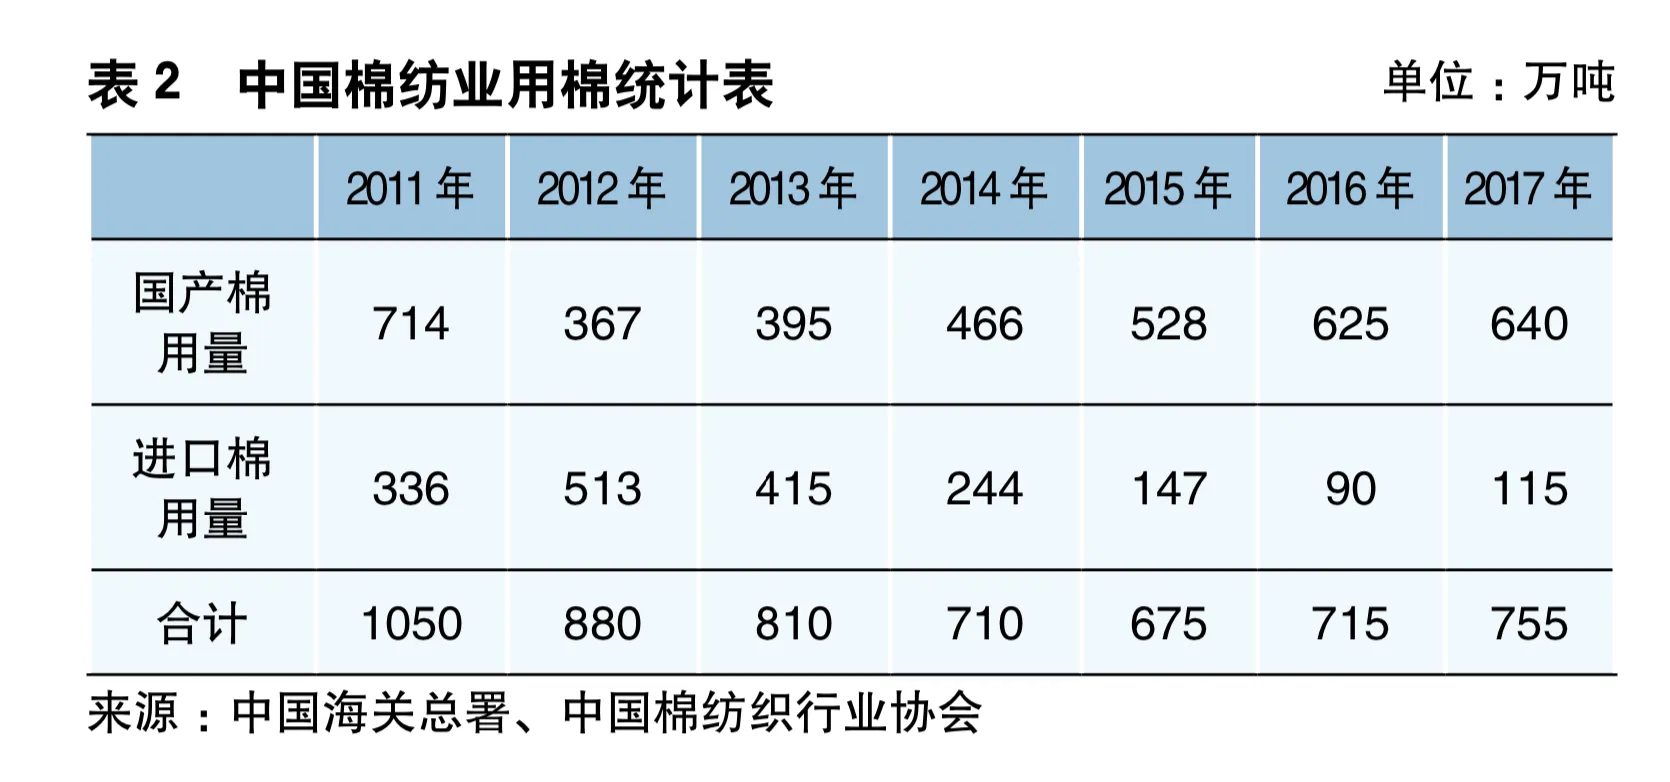 表 2 中国棉纺业用棉统计表 单位：万吨
2011 年 2012 年 2013 年 2014 年 2015 年 2016 年 2017 年
国产棉
用量 714 367 395 466 528 625 640
进口棉
用量 336 513 415 244 147 90 115
合计 1050 880 810 710 675 715 755
来源：中国海关总署、中国棉纺织行业协会